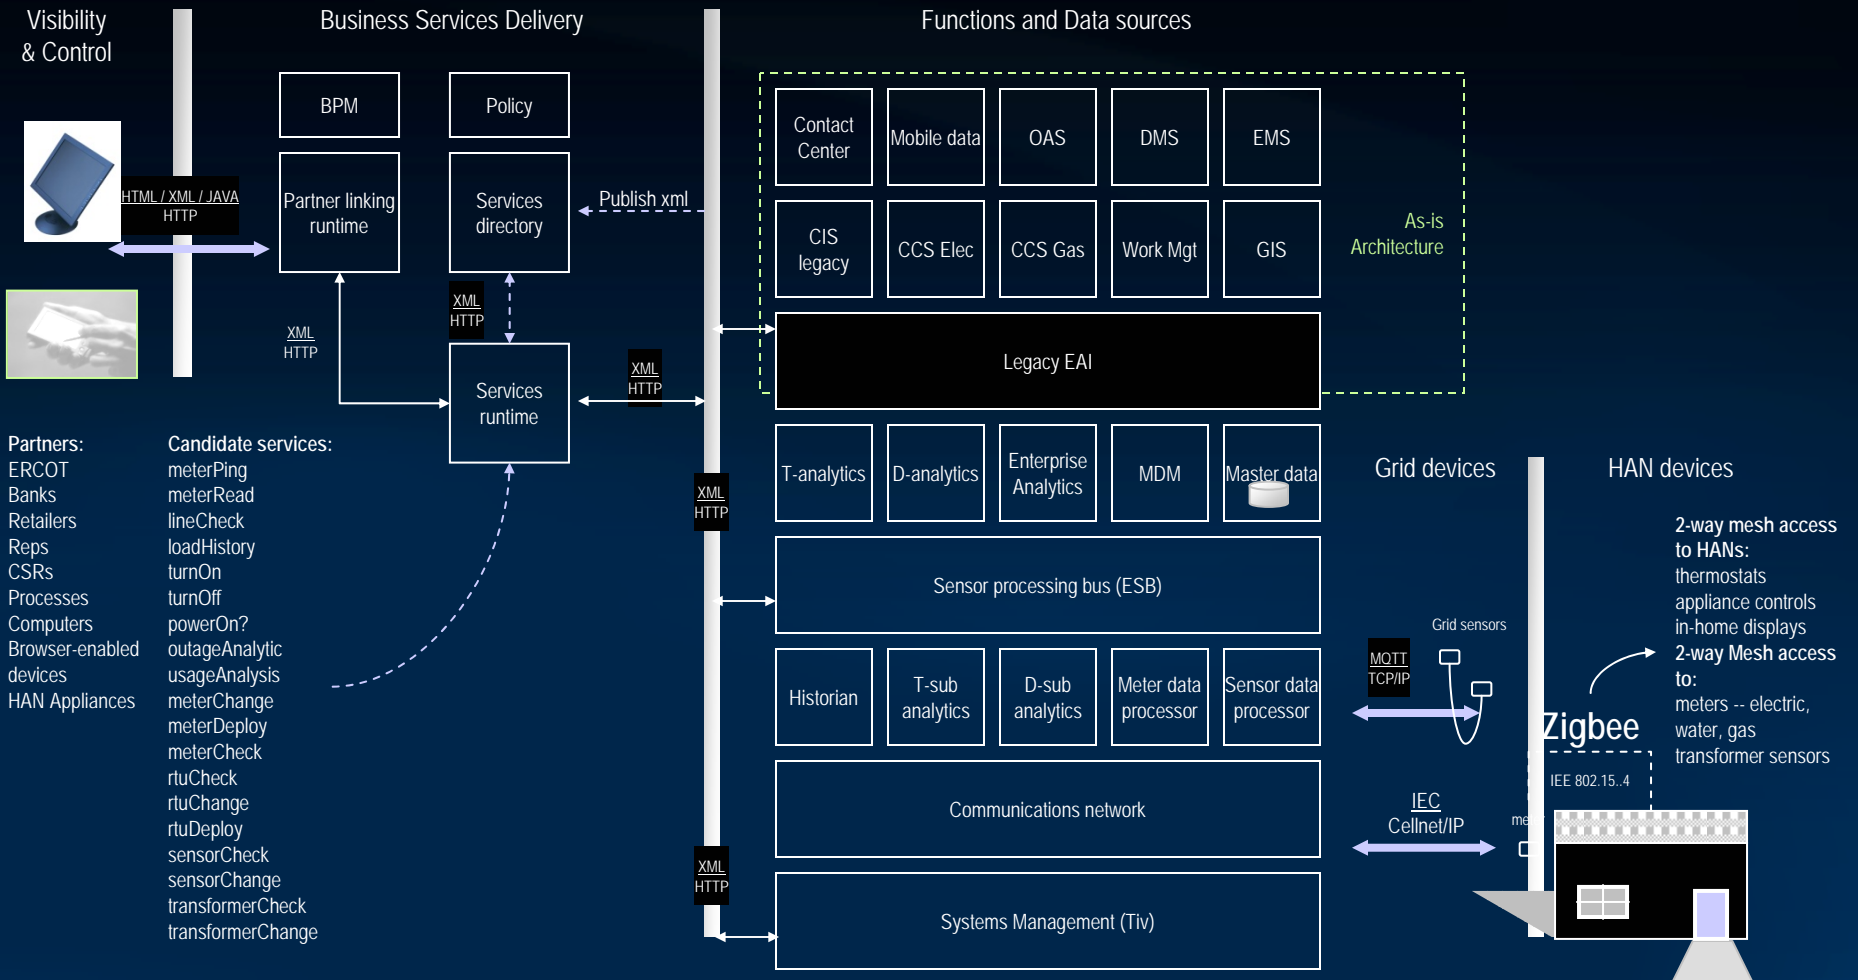 Visibility
& Control
Business Services Delivery
Functions and Data sources
BPM
Policy
HTML / XML / JAVA
HTTP
Partner linking
runtime
Services
directory
Publish xml
XML
HTTP
XML
HTTP
Services
runtime
XML
HTTP
Contact
Center
Mobile data
OAS
DMS
EMS
CIS
legacy
CCS Elec
CCS Gas
Work Mgt
GIS
As-is
Architecture
Legacy EAI
Partners:
ERCOT
Banks
Retailers
Reps
CSRs
Processes
Computers
Browser-enabled
devices
HAN Appliances
Candidate services:
meterPing
meterRead
lineCheck
loadHistory
turnOn
turnOff
powerOn?
outageAnalytic
usageAnalysis
meterChange
meterDeploy
meterCheck
rtuCheck
rtuChange
rtuDeploy
sensorCheck
sensorChange
transformerCheck
transformerChange
XML
HTTP
T-analytics
D-analytics
Enterprise
Analytics
MDM
Master data
Sensor processing bus (ESB)
Historian
T-sub
analytics
D-sub
analytics
Meter data
processor
Sensor data
processor
Communications network
XML
HTTP
Systems Management (Tiv)
Grid devices
HAN devices
Grid sensors
MQTT
TCP/IP
IEC
Cellnet/IP
2-way mesh access
to HANs:
thermostats
appliance controls
in-home displays
2-way Mesh access
to:
meters -- electric,
water, gas
transformer sensors
Zigbee
IEE 802.15..4